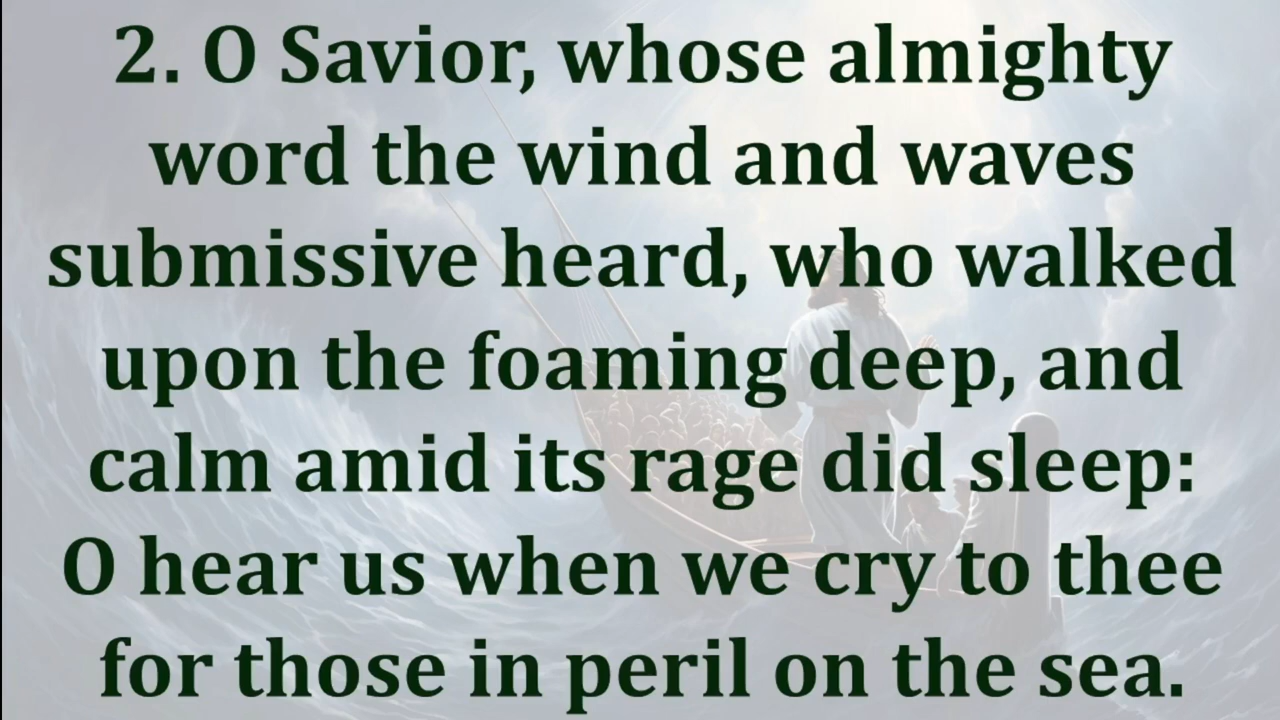 2. O Savior, whose almighty
word the wind and waves
submissive heard, who walked
upon the foaming deep, and
calm amid its rage did sleep:
O hear us when we cry to thee
for those in peril on the sea.